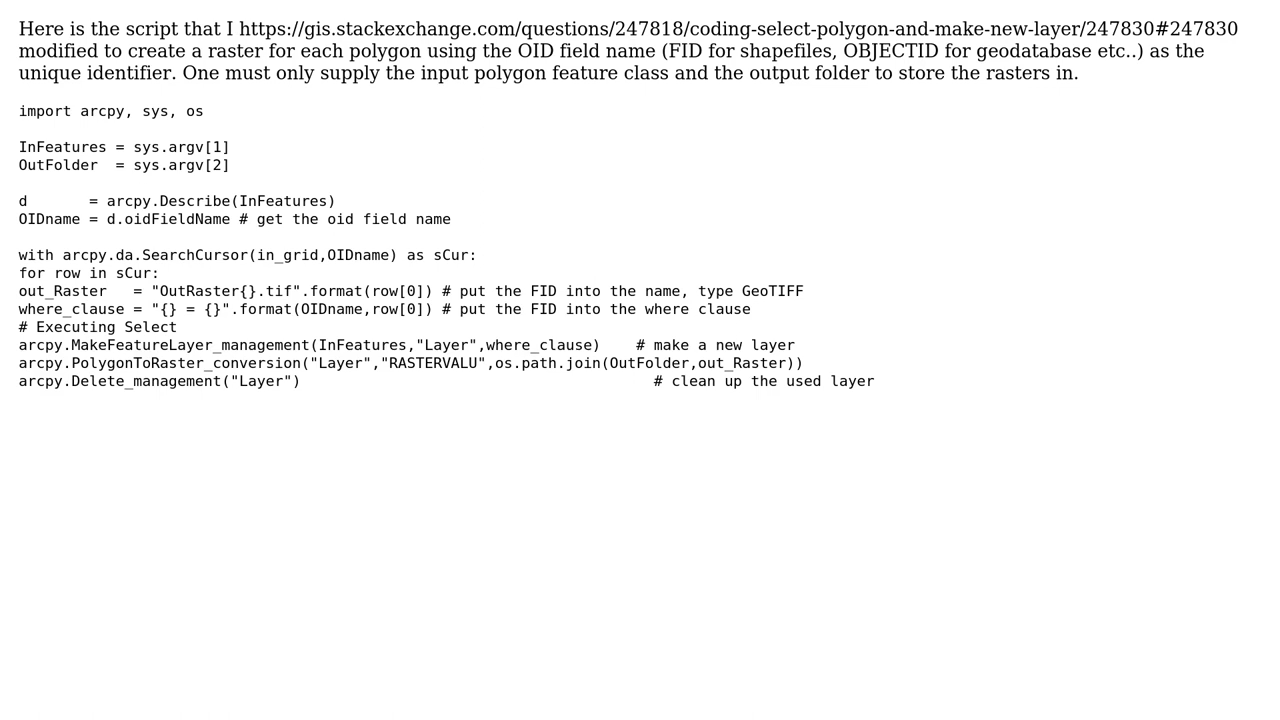 Here is the script that I https://gis.stackexchange.com/questions/247818/coding-select-polygon-and-make-new-layer/247830#247830
modified to create a raster for each polygon using the OID field name (FID for shapefiles, OBJECTID for geodatabase etc..) as the
unique identifier. One must only supply the input polygon feature class and the output folder to store the rasters in.
import arcpy, sys, os
InFeatures = sys.argv[1]
OutFolder  = sys.argv[2]
d       = arcpy.Describe(InFeatures)
OIDname = d.oidFieldName # get the oid field name
with arcpy.da.SearchCursor(in_grid,OIDname) as sCur:
for row in sCur:
out_Raster   = "OutRaster{}.tif".format(row[0]) # put the FID into the name, type GeoTIFF
where_clause = "{} = {}".format(OIDname,row[0]) # put the FID into the where clause
# Executing Select
arcpy.MakeFeatureLayer_management(InFeatures,"Layer",where_clause)    # make a new layer
arcpy.PolygonToRaster_conversion("Layer","RASTERVALU",os.path.join(OutFolder,out_Raster))
arcpy.Delete_management("Layer")                                        # clean up the used layer